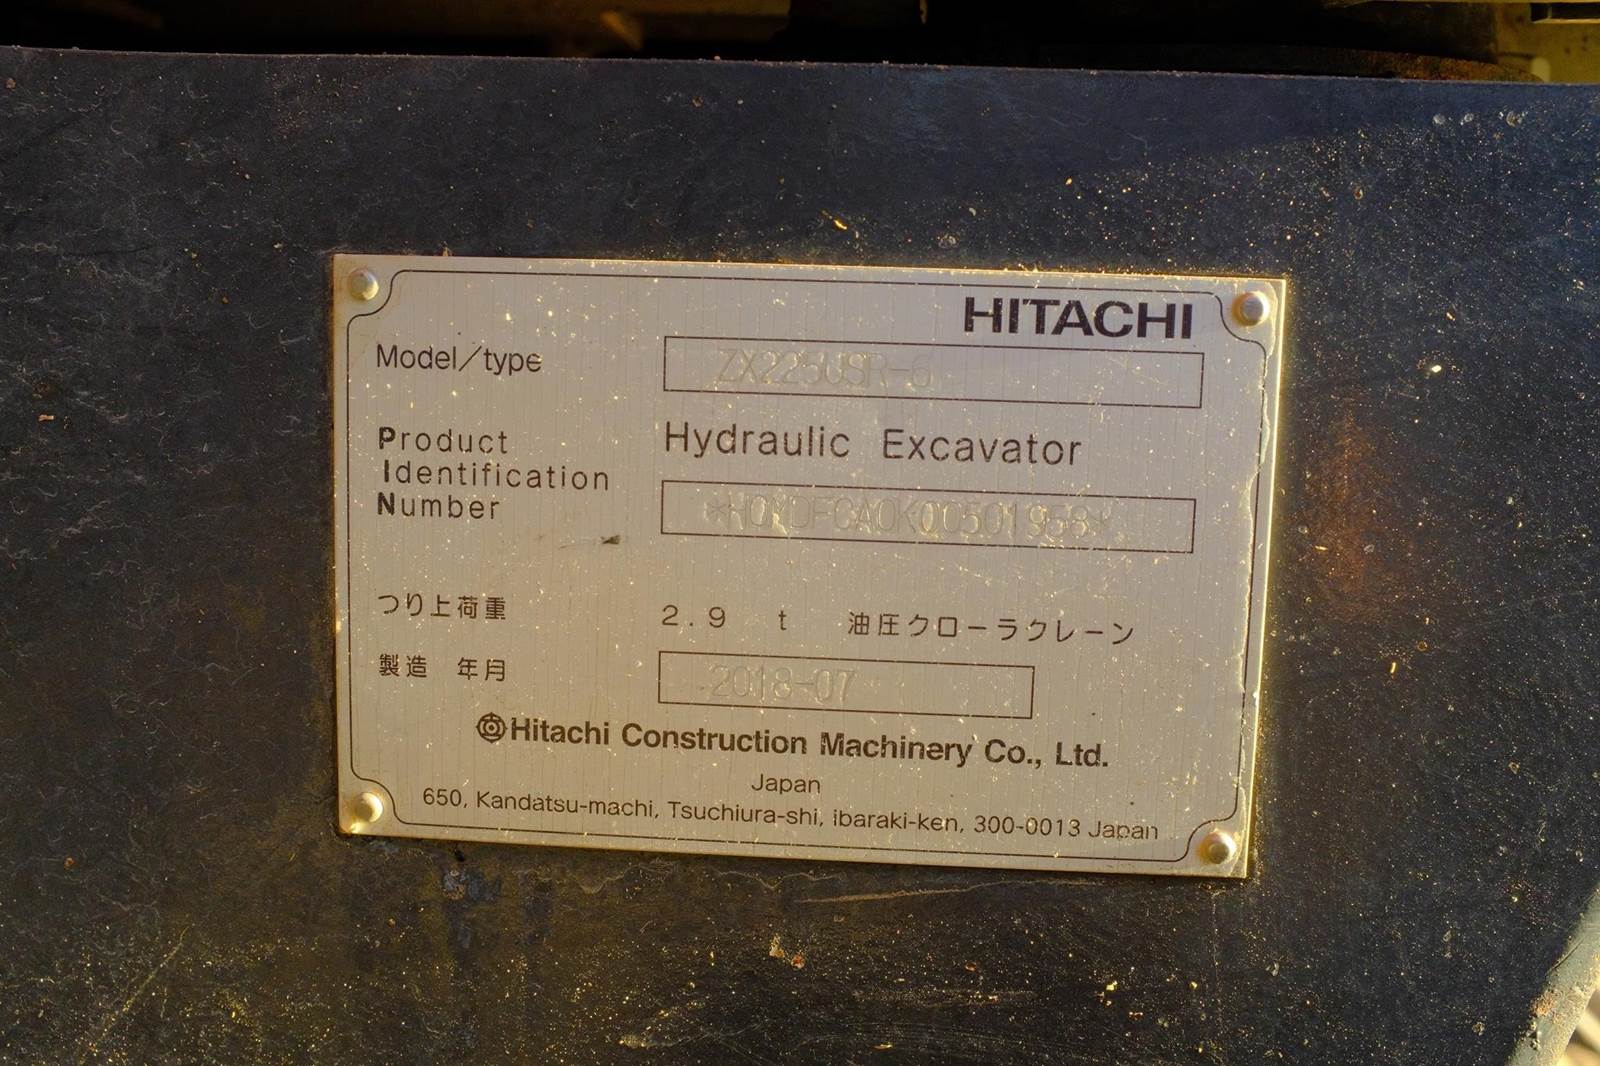 HITACHI
Model/type ZX225USR-6
Product Hydraulic Excavator
Identification
Number *HCMDFCA0K00501958*
つり上荷重 2.9 t 油圧クローラクレーン
製造 年月 2018-07
Hitachi Construction Machinery Co., Ltd.
Japan
650, Kandatsu-machi, Tsuchiura-shi, ibaraki-ken, 300-0013 Japan